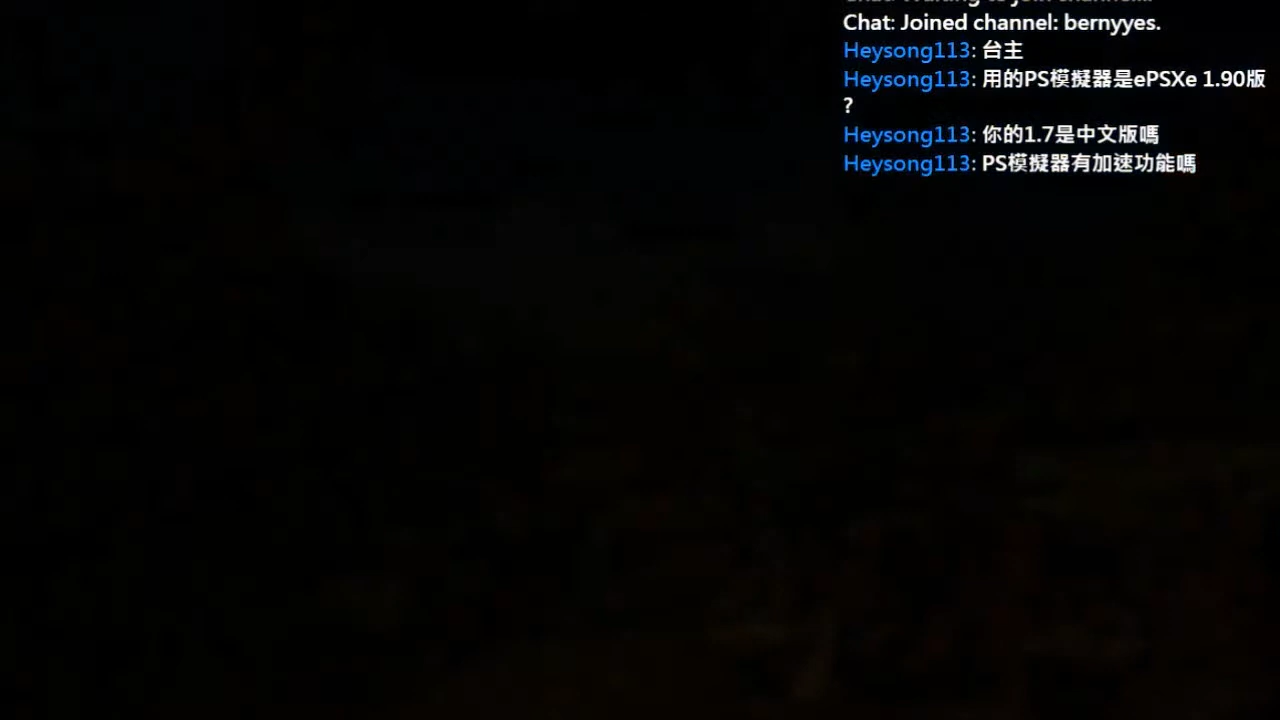 Chat: Joined channel: bernyyes.
Heysong113: 台主
Heysong113: 用的PS模擬器是ePSXe 1.90版
?
Heysong113: 你的1.7是中文版嗎
Heysong113: PS模擬器有加速功能嗎